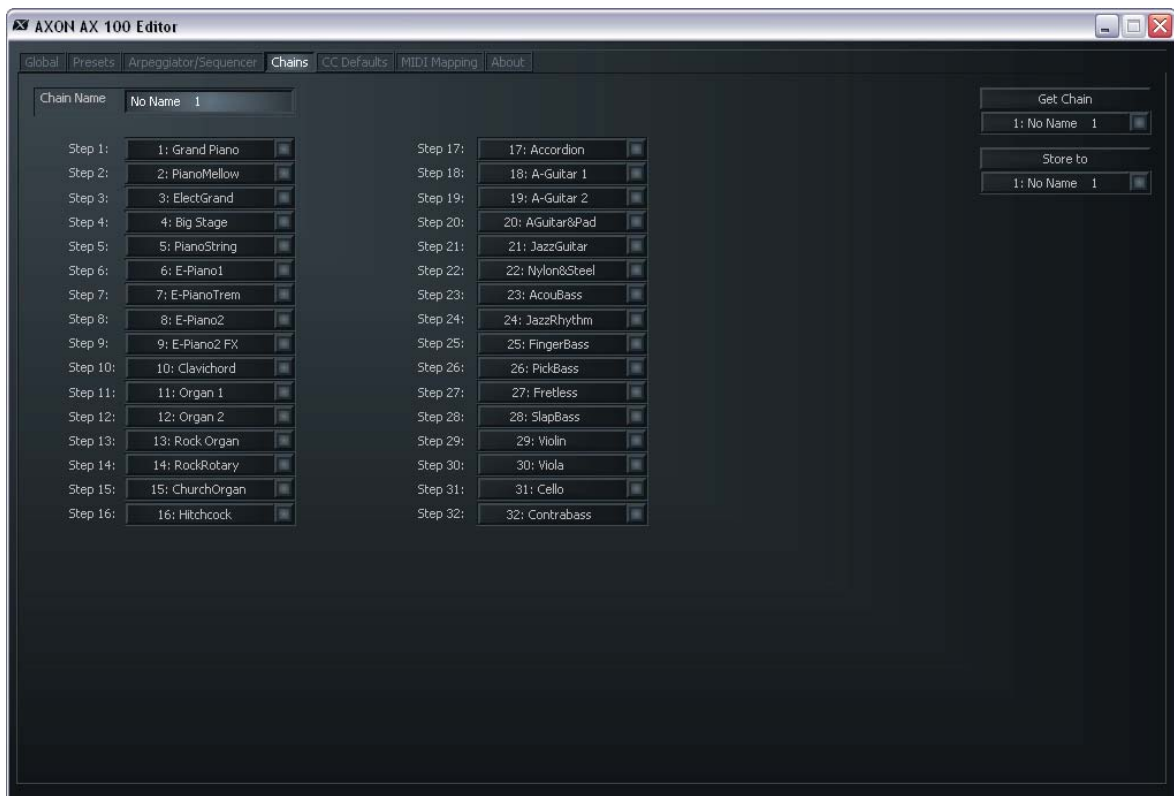 AXON AX 100 Editor
Global Presets Arpeggiator/Sequencer Chains CC Defaults MIDI Mapping About
Chain Name No Name 1
Get Chain
1: No Name 1
Store to
1: No Name 1
Step 1: 1: Grand Piano
Step 2: 2: PianoMellow
Step 3: 3: ElectGrand
Step 4: 4: Big Stage
Step 5: 5: PianoString
Step 6: 6: E-Piano1
Step 7: 7: E-PianoTrem
Step 8: 8: E-Piano2
Step 9: 9: E-Piano2 FX
Step 10: 10: Clavichord
Step 11: 11: Organ 1
Step 12: 12: Organ 2
Step 13: 13: Rock Organ
Step 14: 14: RockRotary
Step 15: 15: ChurchOrgan
Step 16: 16: Hitchcock
Step 17: 17: Accordion
Step 18: 18: A-Guitar 1
Step 19: 19: A-Guitar 2
Step 20: 20: AGuitar&Pad
Step 21: 21: JazzGuitar
Step 22: 22: Nylon&Steel
Step 23: 23: AcouBass
Step 24: 24: JazzRhythm
Step 25: 25: FingerBass
Step 26: 26: PickBass
Step 27: 27: Fretless
Step 28: 28: SlapBass
Step 29: 29: Violin
Step 30: 30: Viola
Step 31: 31: Cello
Step 32: 32: Contrabass